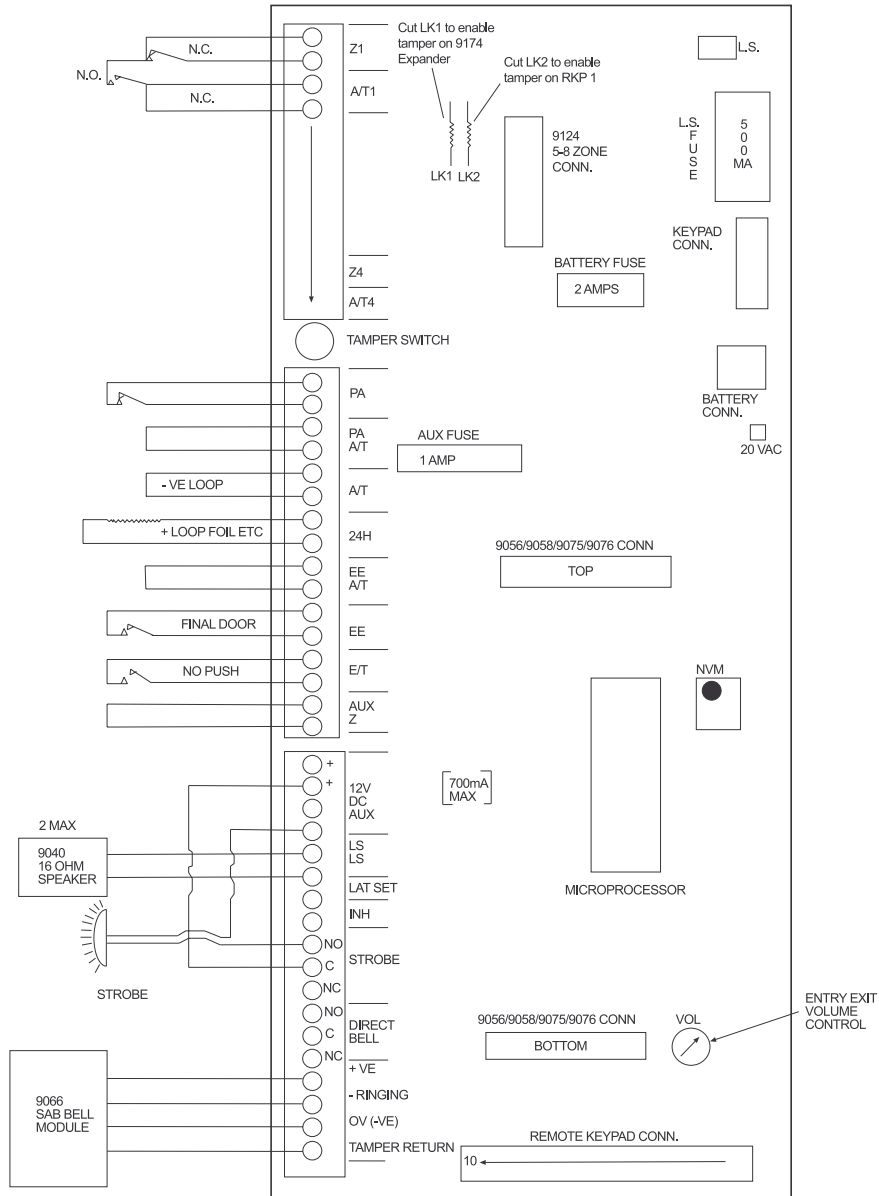 Cut LK1 to enable
tamper on 9174
Expander
Cut LK2 to enable
tamper on RKP 1
N.C.
N.O.
N.C.
Z1
A/T1
L.S.
LK1 LK2
9124
5-8 ZONE
CONN.
L.S.
F
U
S
E
5
0
0
MA
KEYPAD
CONN.
Z4
A/T4
BATTERY FUSE
2 AMPS
TAMPER SWITCH
BATTERY
CONN.
20 VAC
PA
PA
A/T
AUX FUSE
1 AMP
- VE LOOP
A/T
+ LOOP FOIL ETC
24H
9056/9058/9075/9076 CONN
TOP
EE
A/T
FINAL DOOR
EE
NO PUSH
E/T
AUX
Z
NVM
+
+
12V
DC
AUX
700mA
MAX
2 MAX
9040
16 OHM
SPEAKER
LS
LS
LAT SET
INH
MICROPROCESSOR
STROBE
NO
C
NC
STROBE
NO
C
NC
DIRECT
BELL
9056/9058/9075/9076 CONN
BOTTOM
VOL
ENTRY EXIT
VOLUME
CONTROL
9066
SAB BELL
MODULE
+ VE
- RINGING
OV (-VE)
TAMPER RETURN
REMOTE KEYPAD CONN.
10